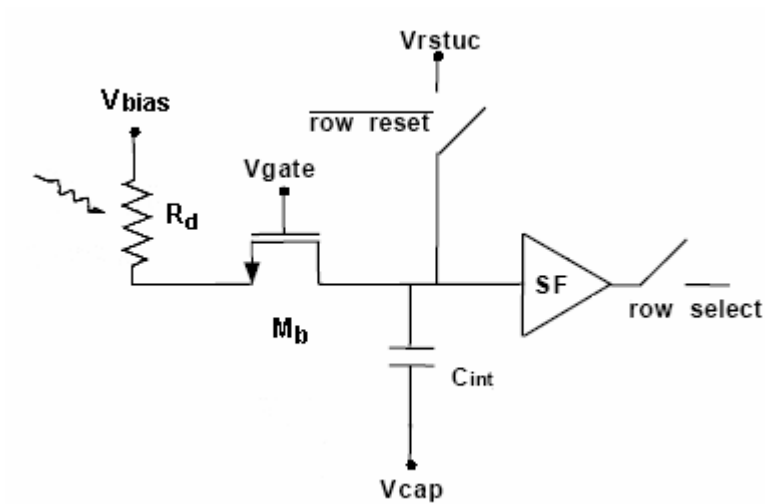 Vrstuc
Vbias
row reset
Vgate
Rd
SF
row select
Mb
Cint
Vcap